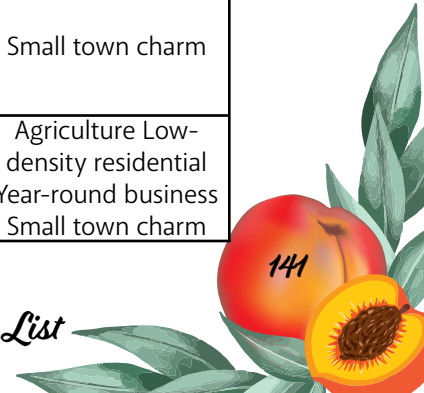 Small town charm
Agriculture Low-
density residential
Year-round business
Small town charm
141
List